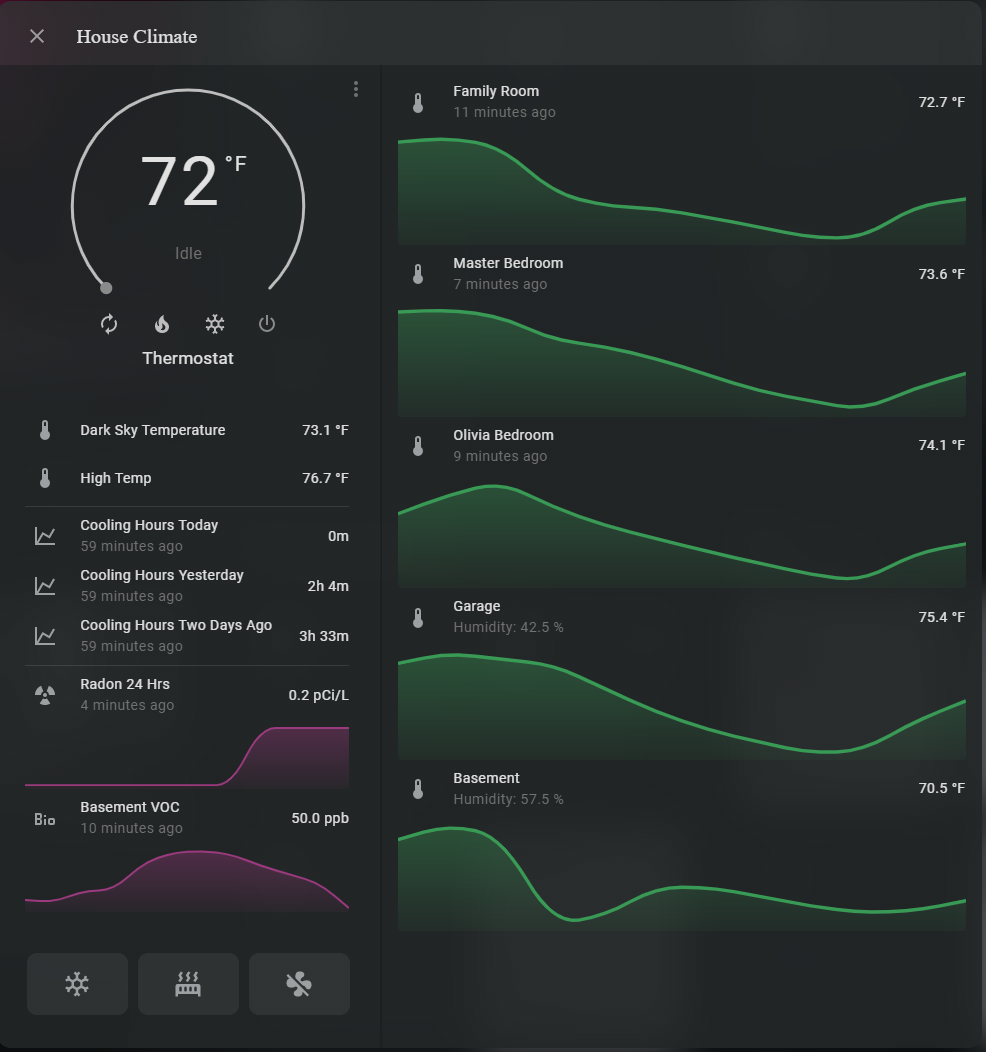 House Climate
72 °F
Idle
Thermostat
Dark Sky Temperature 73.1 °F
High Temp 76.7 °F
Cooling Hours Today 0m
59 minutes ago
Cooling Hours Yesterday 2h 4m
59 minutes ago
Cooling Hours Two Days Ago 3h 33m
59 minutes ago
Radon 24 Hrs 0.2 pCi/L
4 minutes ago
Bio
Basement VOC 50.0 ppb
10 minutes ago
Family Room 72.7 °F
11 minutes ago
Master Bedroom 73.6 °F
7 minutes ago
Olivia Bedroom 74.1 °F
9 minutes ago
Garage 75.4 °F
Humidity: 42.5 %
Basement 70.5 °F
Humidity: 57.5 %